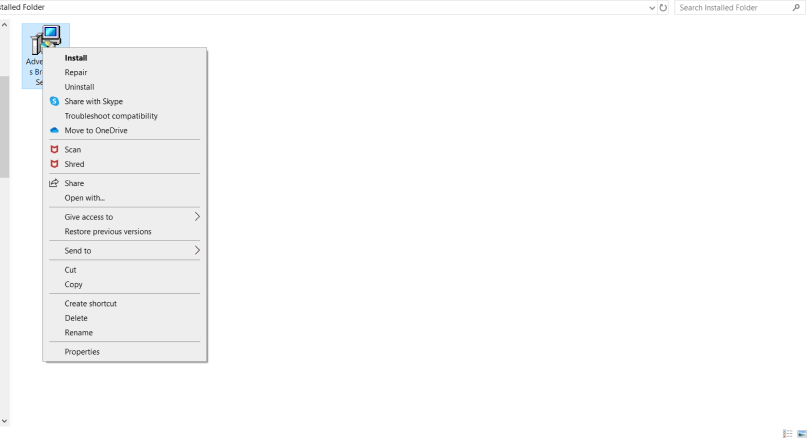 stalled Folder
Search Installed Folder
Adve
s Br
Se
Install
Repair
Uninstall
Share with Skype
Troubleshoot compatibility
Move to OneDrive
Scan
Shred
Share
Open with...
Give access to
Restore previous versions
Send to
Cut
Copy
Create shortcut
Delete
Rename
Properties